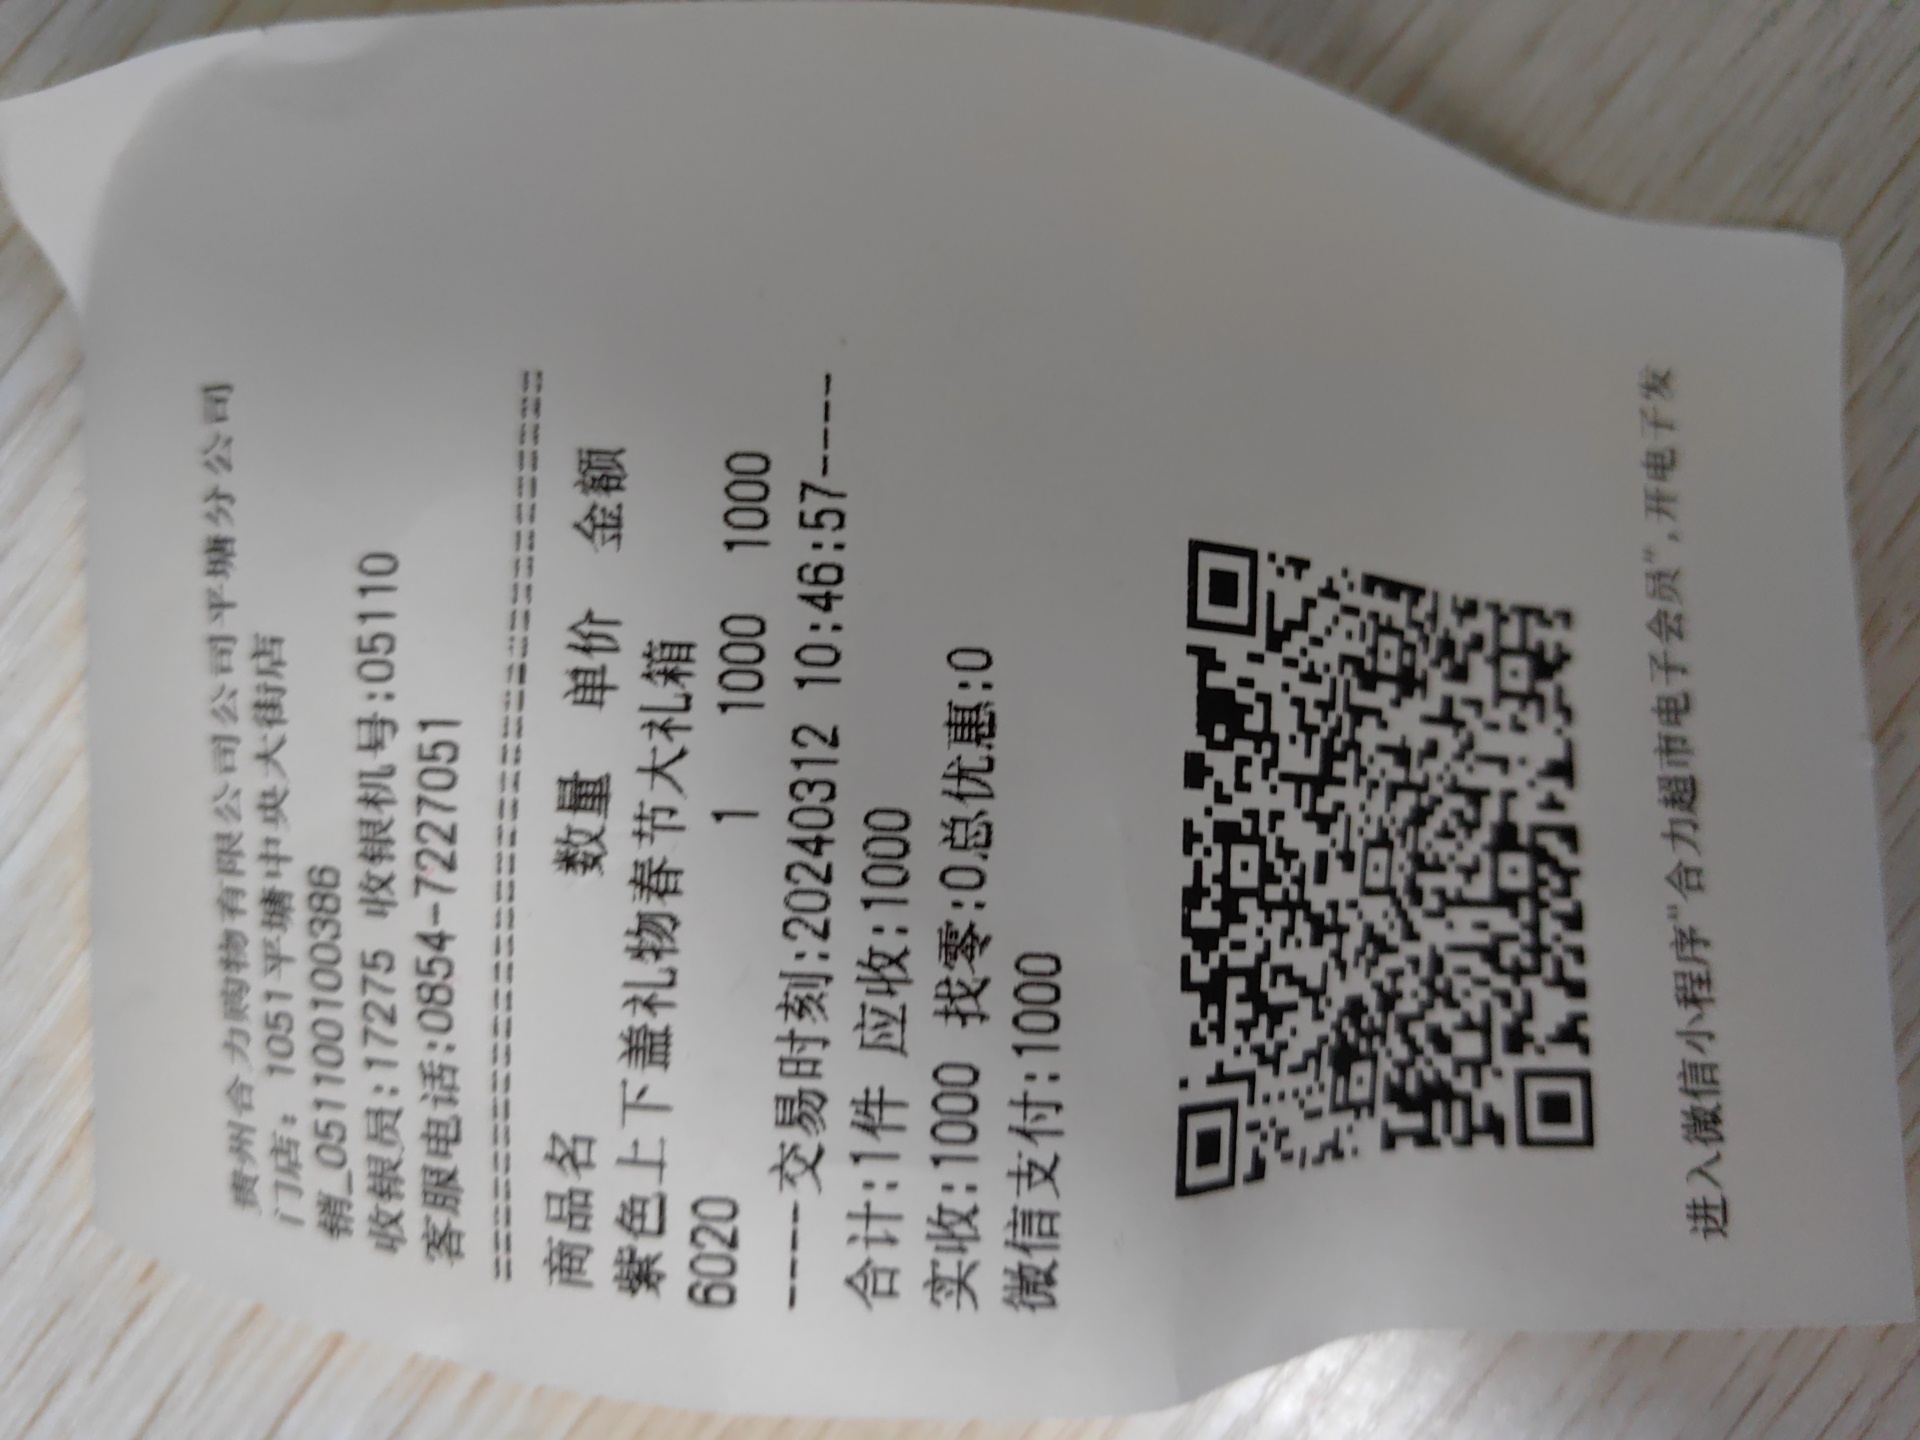 贵州合力购物有限公司公司平塘分公司
门店: 1051平塘中央大街店
销_051100100386
收银员:17275 收银机号:05110
客服电话:0854-7227051
商品名 数量 单价 金额
紫色上下盖礼物春节大礼箱
6020 1 1000 1000
----交易时刻:20240312 10:46:57----
合计:1件 应收:1000
实收:1000 找零:0总优惠:0
微信支付:1000
进入微信小程序"合力超市电子会员",开电子发